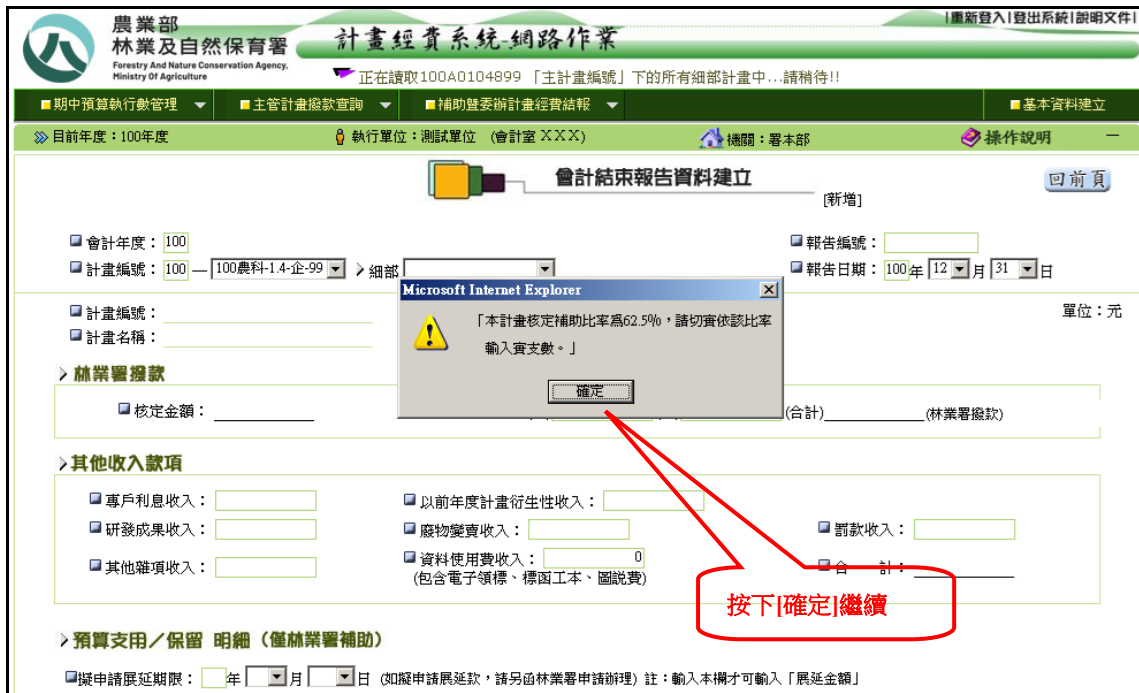 |重新登入|登出系統|說明文件|
農業部
林業及自然保育署
Forestry And Nature Conservation Agency,
Ministry Of Agriculture
計畫經費系統-網路作業
正在讀取100A0104899 「主計畫編號」下的所有細部計畫中...請稍待!!
期中預算執行數管理
主管計畫撥款查詢
補助暨委辦計畫經費結報
基本資料建立
目前年度：100年度
執行單位：測試單位 (會計室 XXX)
機關：署本部
操作說明
會計結束報告資料建立
[新增]
回前頁
會計年度：100
報告編號：
計畫編號：100 — 100農科-1.4-企-99
細部
報告日期：100年 12 月 31 日
計畫編號：
單位：元
計畫名稱：
Microsoft Internet Explorer
「本計畫核定補助比率為62.5%，請切實依該比率
輸入實支數。」
確定
林業署撥款
核定金額：
(合計)
(林業署撥款)
其他收入款項
專戶利息收入：
以前年度計畫衍生性收入：
研發成果收入：
廢物變賣收入：
罰款收入：
其他雜項收入：
資料使用費收入：0
(包含電子領標、標函工本、圖說費)
合 計：
按下[確定]繼續
預算支用／保留 明細（僅林業署補助）
擬申請展延期限： 年 月 日 (如擬申請展延款，請另函林業署申請辦理) 註：輸入本欄才可輸入「展延金額」